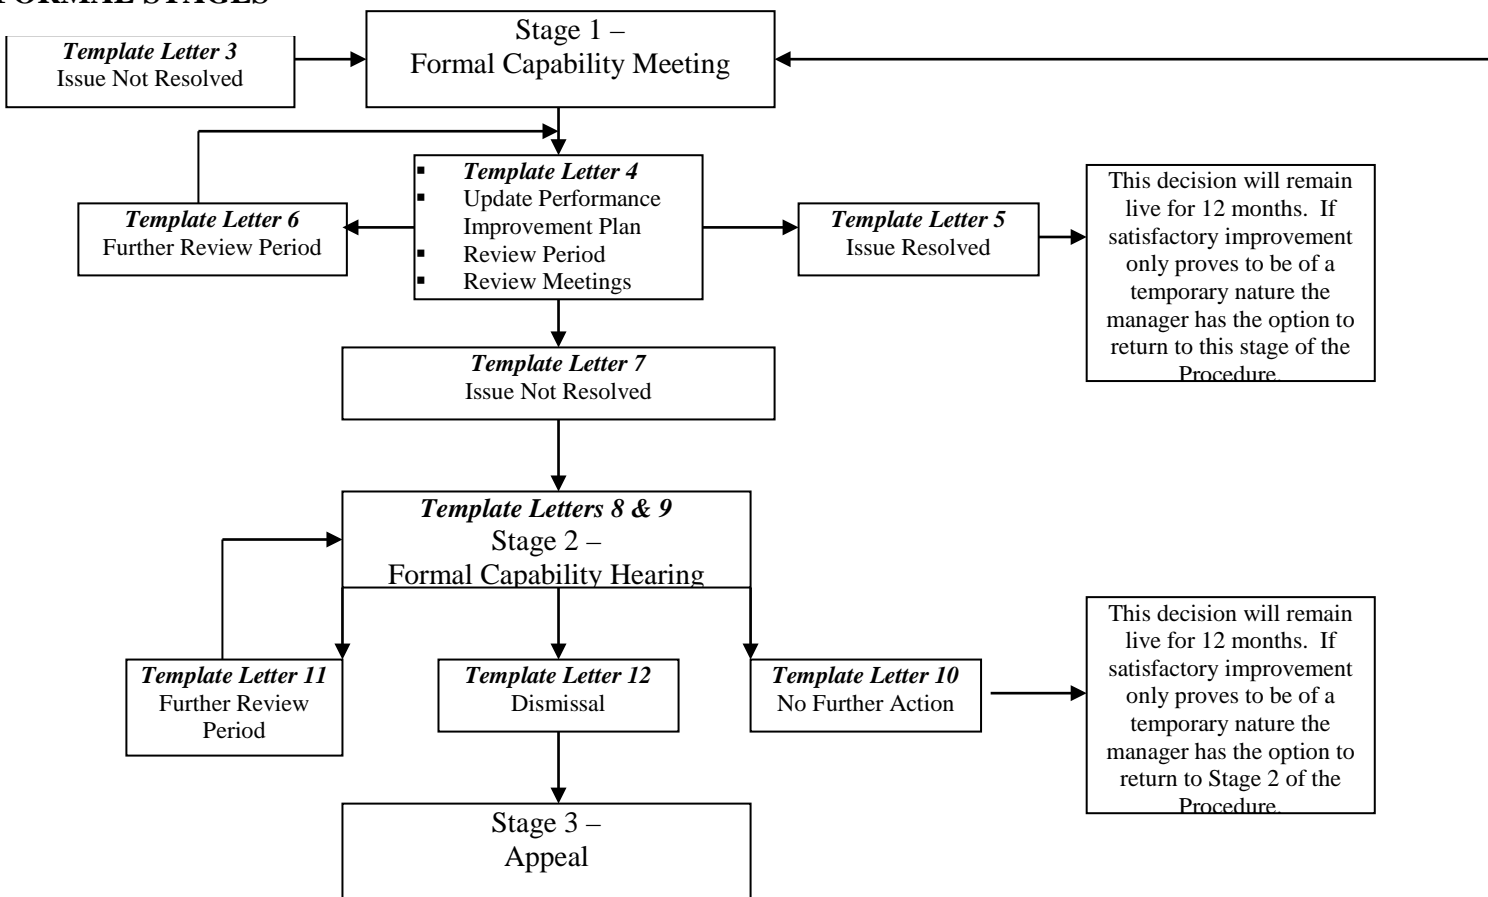 FORMAL STAGES
Template Letter 3
Issue Not Resolved
Stage 1 –
Formal Capability Meeting
▪ Template Letter 4
▪ Update Performance
Improvement Plan
▪ Review Period
▪ Review Meetings
Template Letter 6
Further Review Period
Template Letter 5
Issue Resolved
This decision will remain
live for 12 months.  If
satisfactory improvement
only proves to be of a
temporary nature the
manager has the option to
return to this stage of the
Procedure.
Template Letter 7
Issue Not Resolved
Template Letters 8 & 9
Stage 2 –
Formal Capability Hearing
Template Letter 11
Further Review
Period
Template Letter 12
Dismissal
Template Letter 10
No Further Action
This decision will remain
live for 12 months.  If
satisfactory improvement
only proves to be of a
temporary nature the
manager has the option to
return to Stage 2 of the
Procedure.
Stage 3 –
Appeal